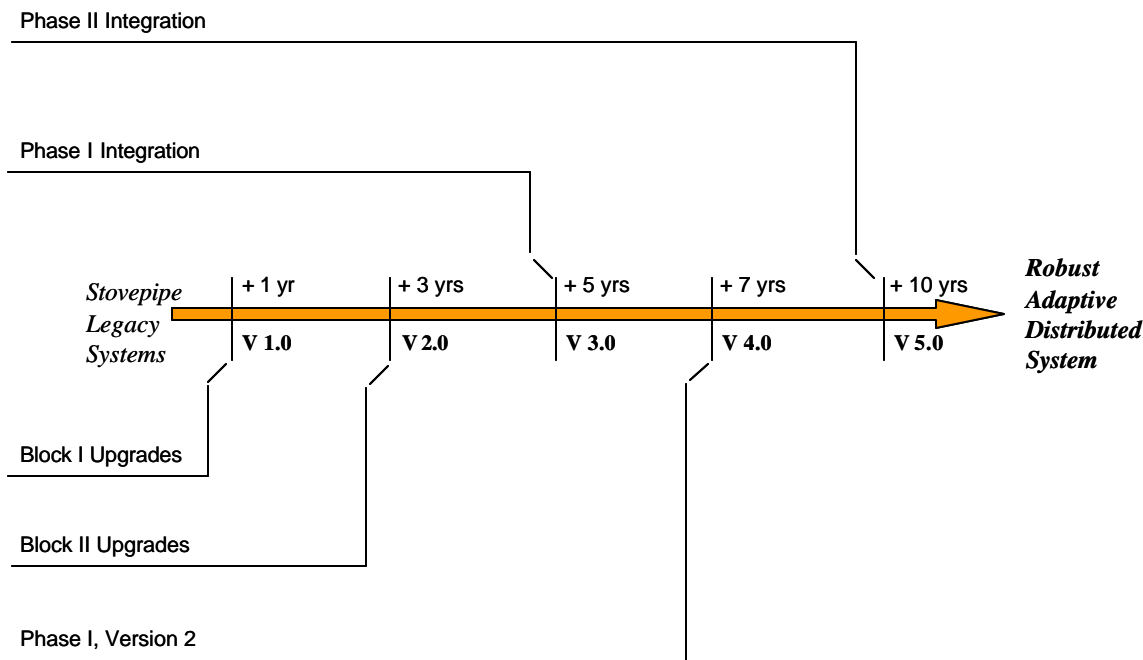 Phase II Integration
Phase I Integration
Stovepipe
Legacy
Systems
+ 1 yr
+ 3 yrs
+ 5 yrs
+ 7 yrs
+ 10 yrs
V 1.0
V 2.0
V 3.0
V 4.0
V 5.0
Robust
Adaptive
Distributed
System
Block I Upgrades
Block II Upgrades
Phase I, Version 2